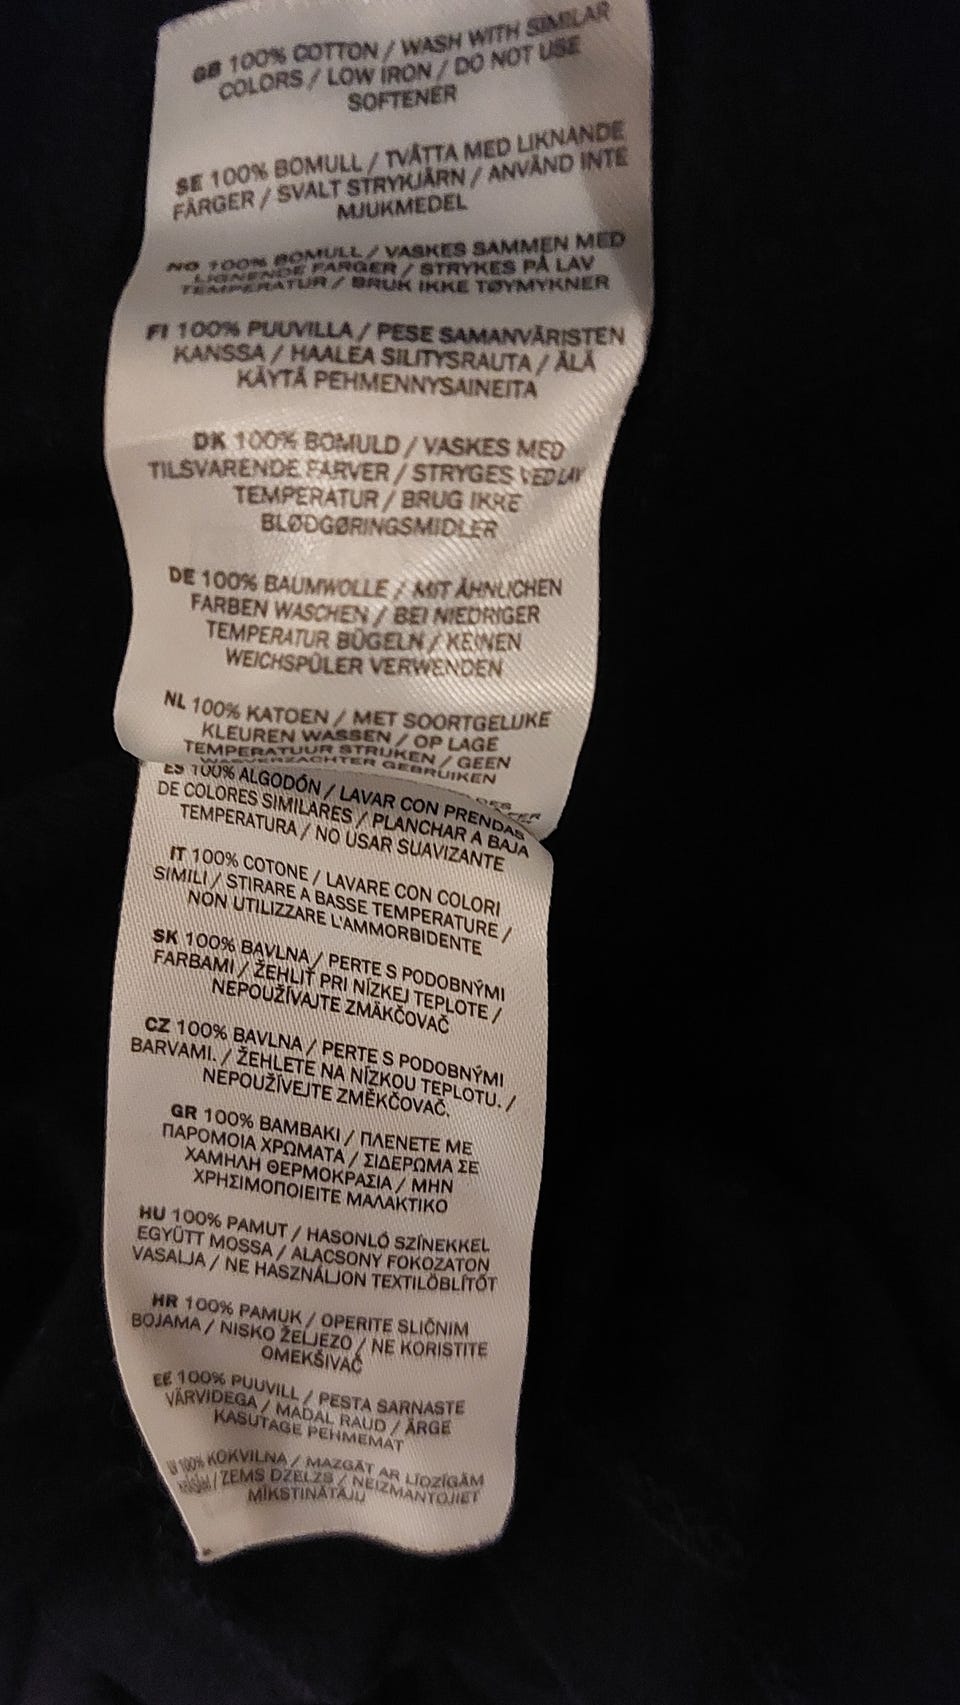 GB 100% COTTON / WASH WITH SIMILAR
COLORS / LOW IRON / DO NOT USE
SOFTENER
SE 100% BOMULL / TVÄTTA MED LIKNANDE
FÄRGER / SVALT STRYKJÄRN / ANVÄND INTE
MJUKMEDEL
NO 100% BOMULL / VASKES SAMMEN MED
LIGNENDE FARGER / STRYKES PÅ LAV
TEMPERATUR / BRUK IKKE TØYMYKNER
FI 100% PUUVILLA / PESE SAMANVÄRISTEN
KANSSA / HAALEA SILITYSRAUTA / ÄLÄ
KÄYTÄ PEHMENNYSAINEITA
DK 100% BOMULD / VASKES MED
TILSVARENDE FARVER / STRYGES VED LAV
TEMPERATUR / BRUG IKKE
BLØDGØRINGSMIDLER
DE 100% BAUMWOLLE / MIT ÄHNLICHEN
FARBEN WASCHEN / BEI NIEDRIGER
TEMPERATUR BÜGELN / KEINEN
WEICHSPÜLER VERWENDEN
NL 100% KATOEN / MET SOORTGELIJKE
KLEUREN WASSEN / OP LAGE
TEMPERATUUR STRIJKEN / GEEN
WASVERZACHTER GEBRUIKEN
ES 100% ALGODÓN / LAVAR CON PRENDAS
DE COLORES SIMILARES / PLANCHAR A BAJA
TEMPERATURA / NO USAR SUAVIZANTE
IT 100% COTONE / LAVARE CON COLORI
SIMILI / STIRARE A BASSE TEMPERATURE /
NON UTILIZZARE L'AMMORBIDENTE
SK 100% BAVLNA / PERTE S PODOBNÝMI
FARBAMI / ŽEHLIŤ PRI NÍZKEJ TEPLOTE /
NEPOUŽÍVAJTE ZMÄKČOVAČ
CZ 100% BAVLNA / PERTE S PODOBNÝMI
BARVAMI. / ŽEHLETE NA NÍZKOU TEPLOTU. /
NEPOUŽÍVEJTE ZMĚKČOVAČ.
GR 100% ΒΑΜΒΑΚΙ / ΠΛΕΝΕΤΕ ΜΕ
ΠΑΡΟΜΟΙΑ ΧΡΩΜΑΤΑ / ΣΙΔΕΡΩΜΑ ΣΕ
ΧΑΜΗΛΗ ΘΕΡΜΟΚΡΑΣΙΑ / ΜΗΝ
ΧΡΗΣΙΜΟΠΟΙΕΙΤΕ ΜΑΛΑΚΤΙΚΟ
HU 100% PAMUT / HASONLÓ SZÍNEKKEL
EGYÜTT MOSSA / ALACSONY FOKOZATON
VASALJA / NE HASZNÁLJON TEXTILÖBLÍTŐT
HR 100% PAMUK / OPERITE SLIČNIM
BOJAMA / NISKO ŽELJEZO / NE KORISTITE
OMEKŠIVAČ
EE 100% PUUVILL / PESTA SARNASTE
VÄRVIDEGA / MADAL RAUD / ÄRGE
KASUTAGE PEHMEMAT
100% KOKVILNA / MAZGĀT AR LĪDZĪGĀM
/ ZEMS DZELZS / NEIZMANTOJIET
MĪKSTINĀTĀJU